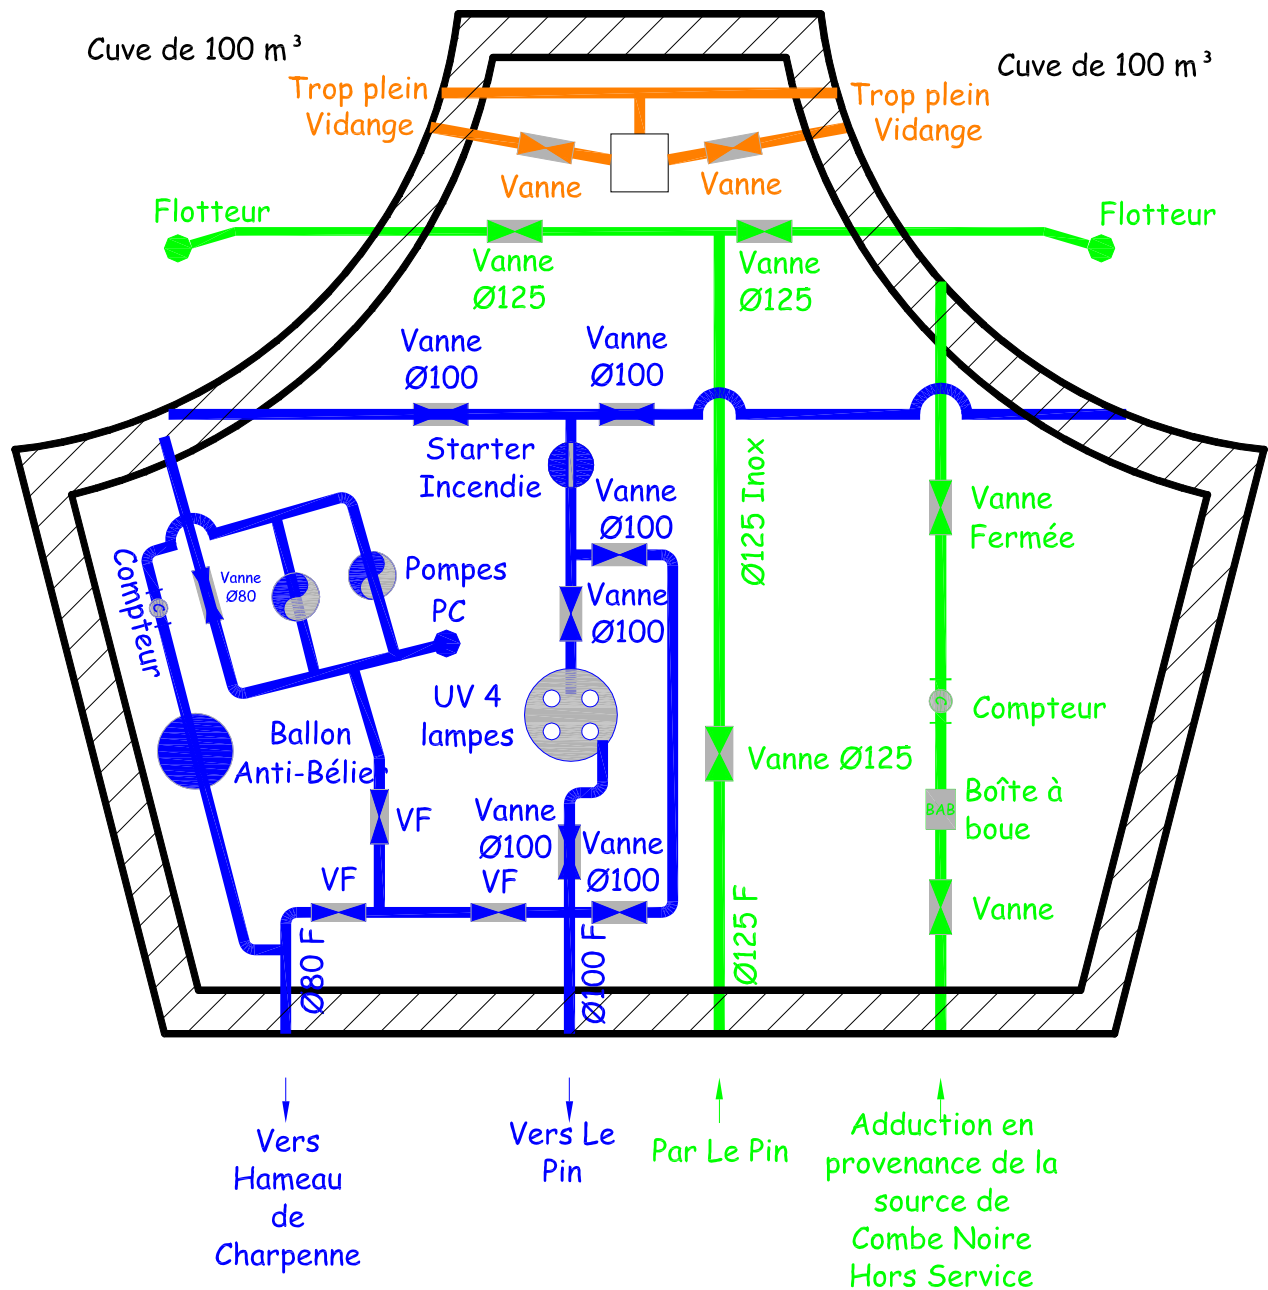 Cuve de 100 m³
Cuve de 100 m³
Trop plein
Vidange
Trop plein
Vidange
Vanne
Vanne
Flotteur
Flotteur
Vanne
Ø125
Vanne
Ø125
Vanne
Ø100
Vanne
Ø100
Starter
Incendie
Vanne
Ø100
Ø125 Inox
Vanne
Fermée
Compteur
C
Vanne
Ø80
Pompes
PC
Vanne
Ø100
UV 4
lampes
C
Compteur
Ballon
Anti-Bélier
Vanne Ø125
Boîte à
boue
BAB
VF
Vanne
Ø100
Vanne
Ø100
VF
VF
Vanne
Ø80 F
Ø100 F
Ø125 F
Vers
Hameau
de
Charpenne
Vers Le
Pin
Par Le Pin
Adduction en
provenance de la
source de
Combe Noire
Hors Service